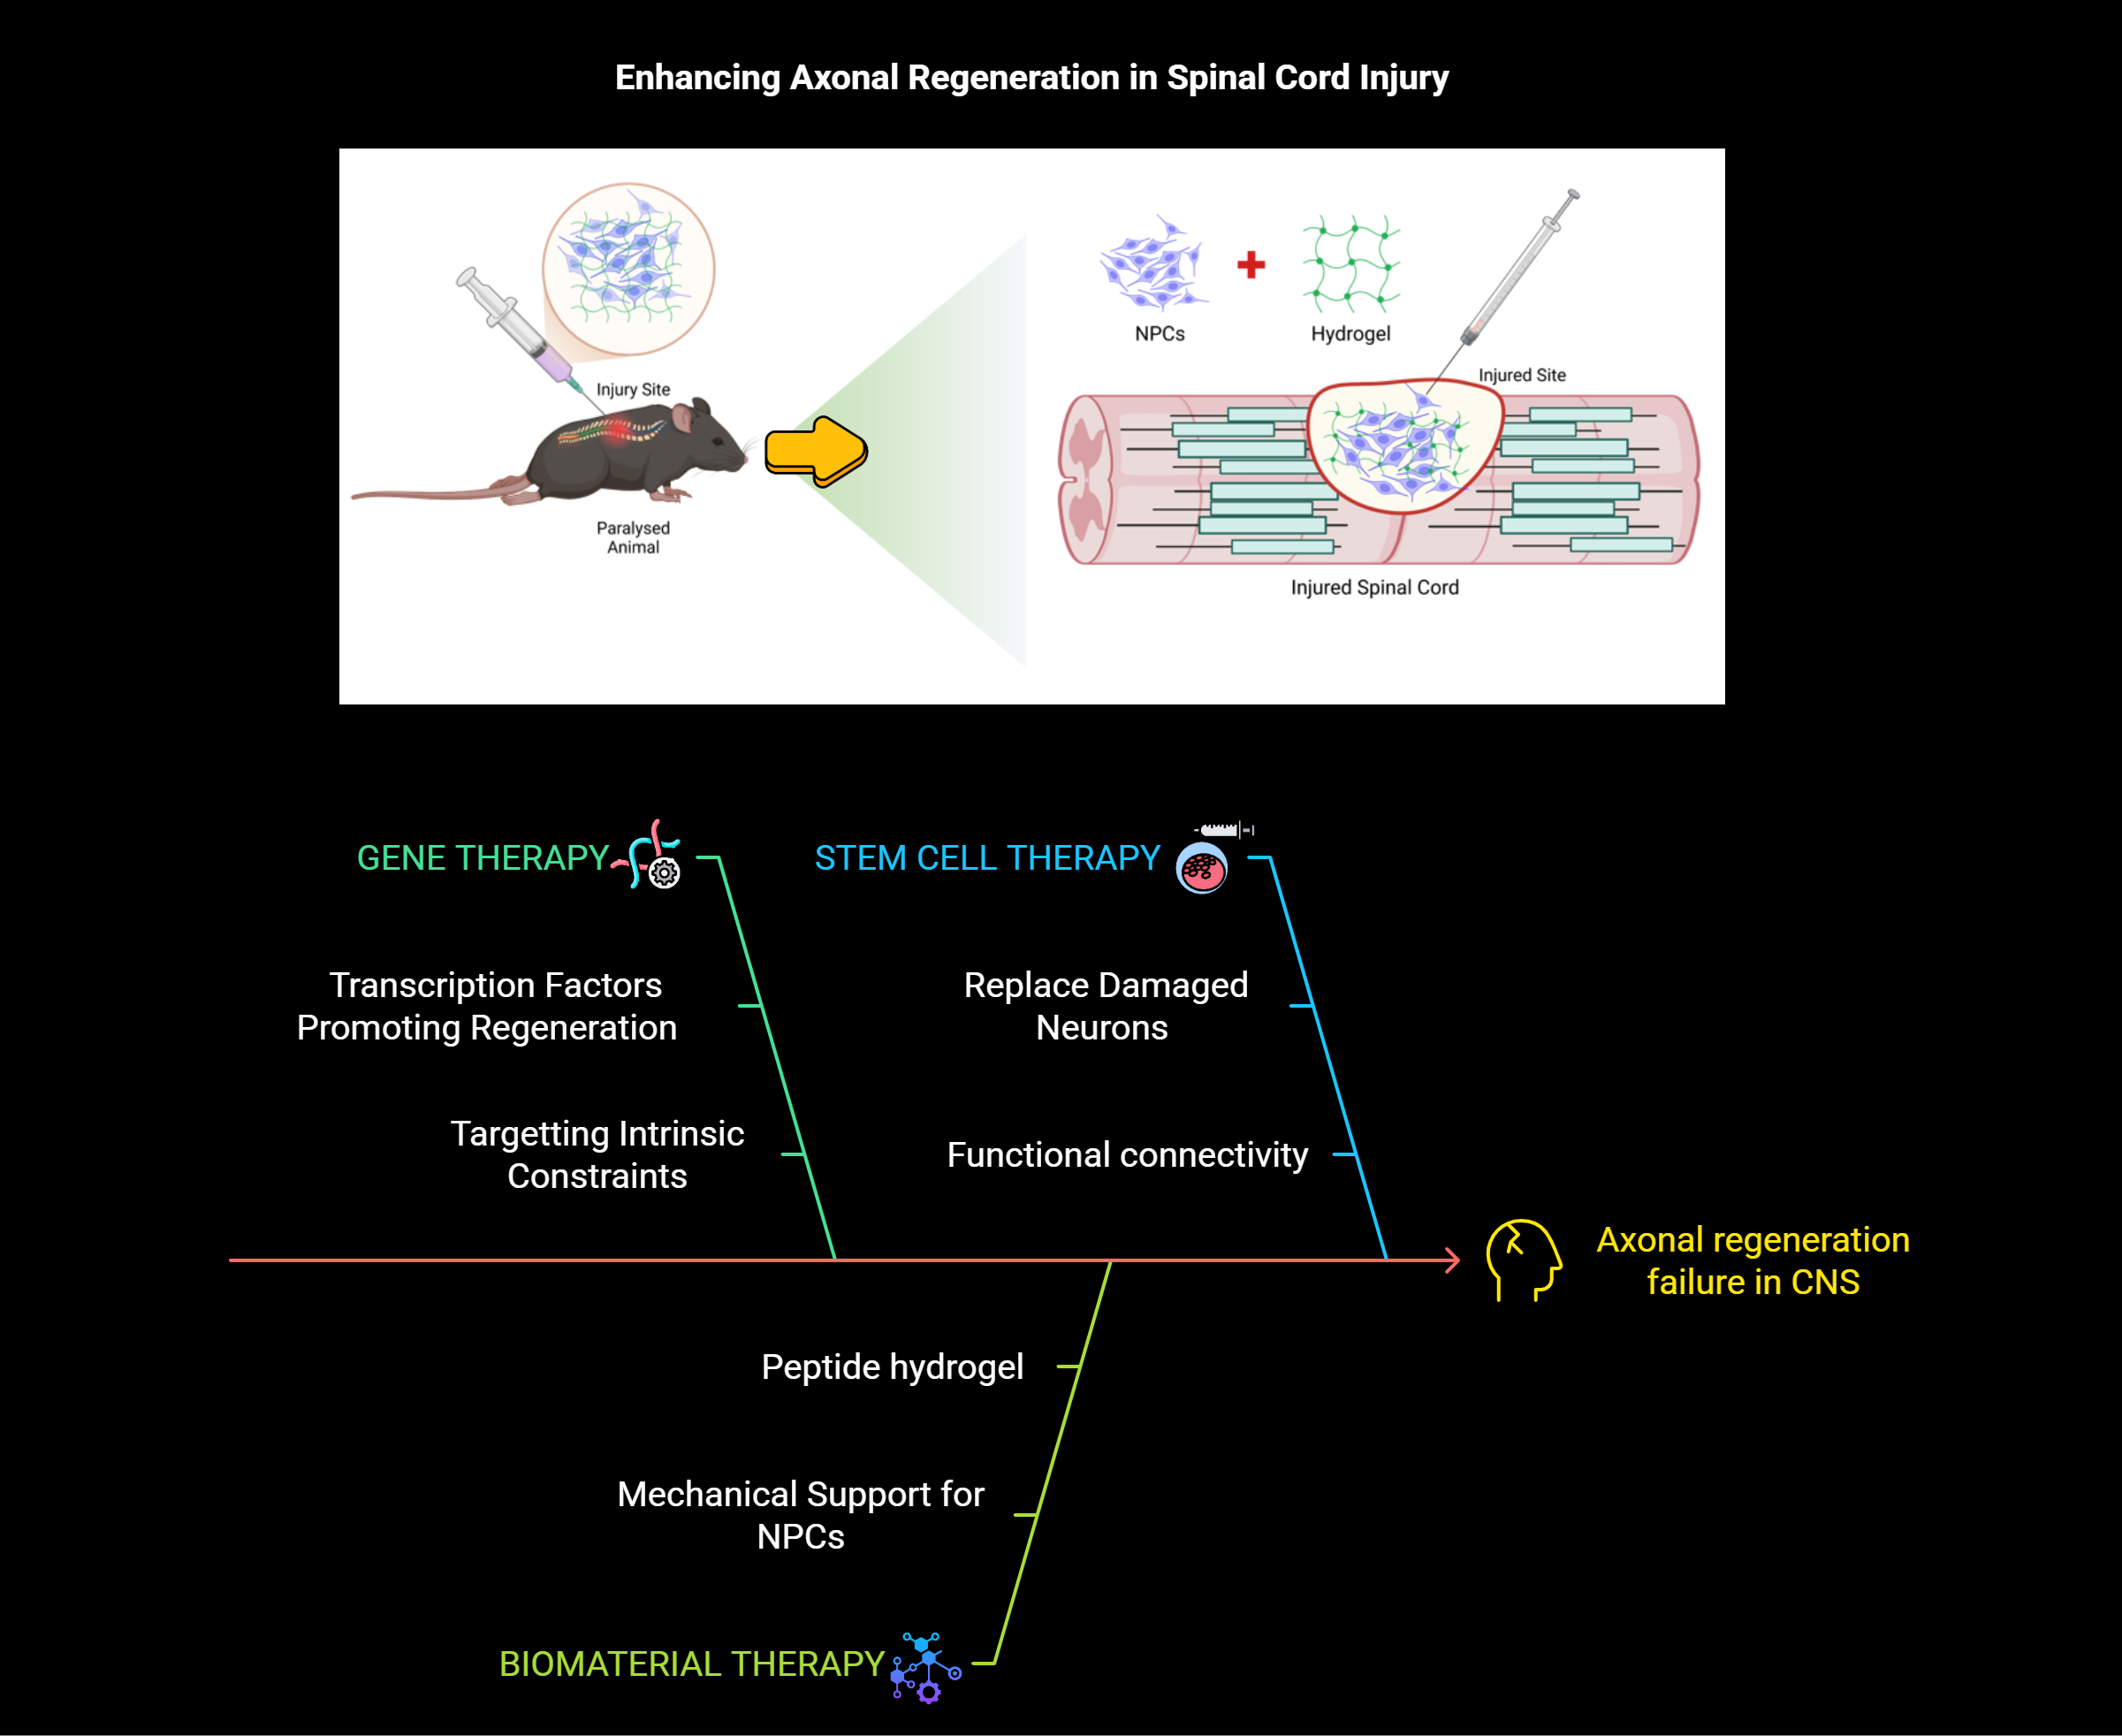 Enhancing Axonal Regeneration in Spinal Cord Injury
Injury Site
Paralysed
Animal
NPCs
Hydrogel
Injured Site
Injured Spinal Cord
GENE THERAPY
STEM CELL THERAPY
Transcription Factors
Promoting Regeneration
Replace Damaged
Neurons
Targetting Intrinsic
Constraints
Functional connectivity
Axonal regeneration
failure in CNS
Peptide hydrogel
Mechanical Support for
NPCs
BIOMATERIAL THERAPY